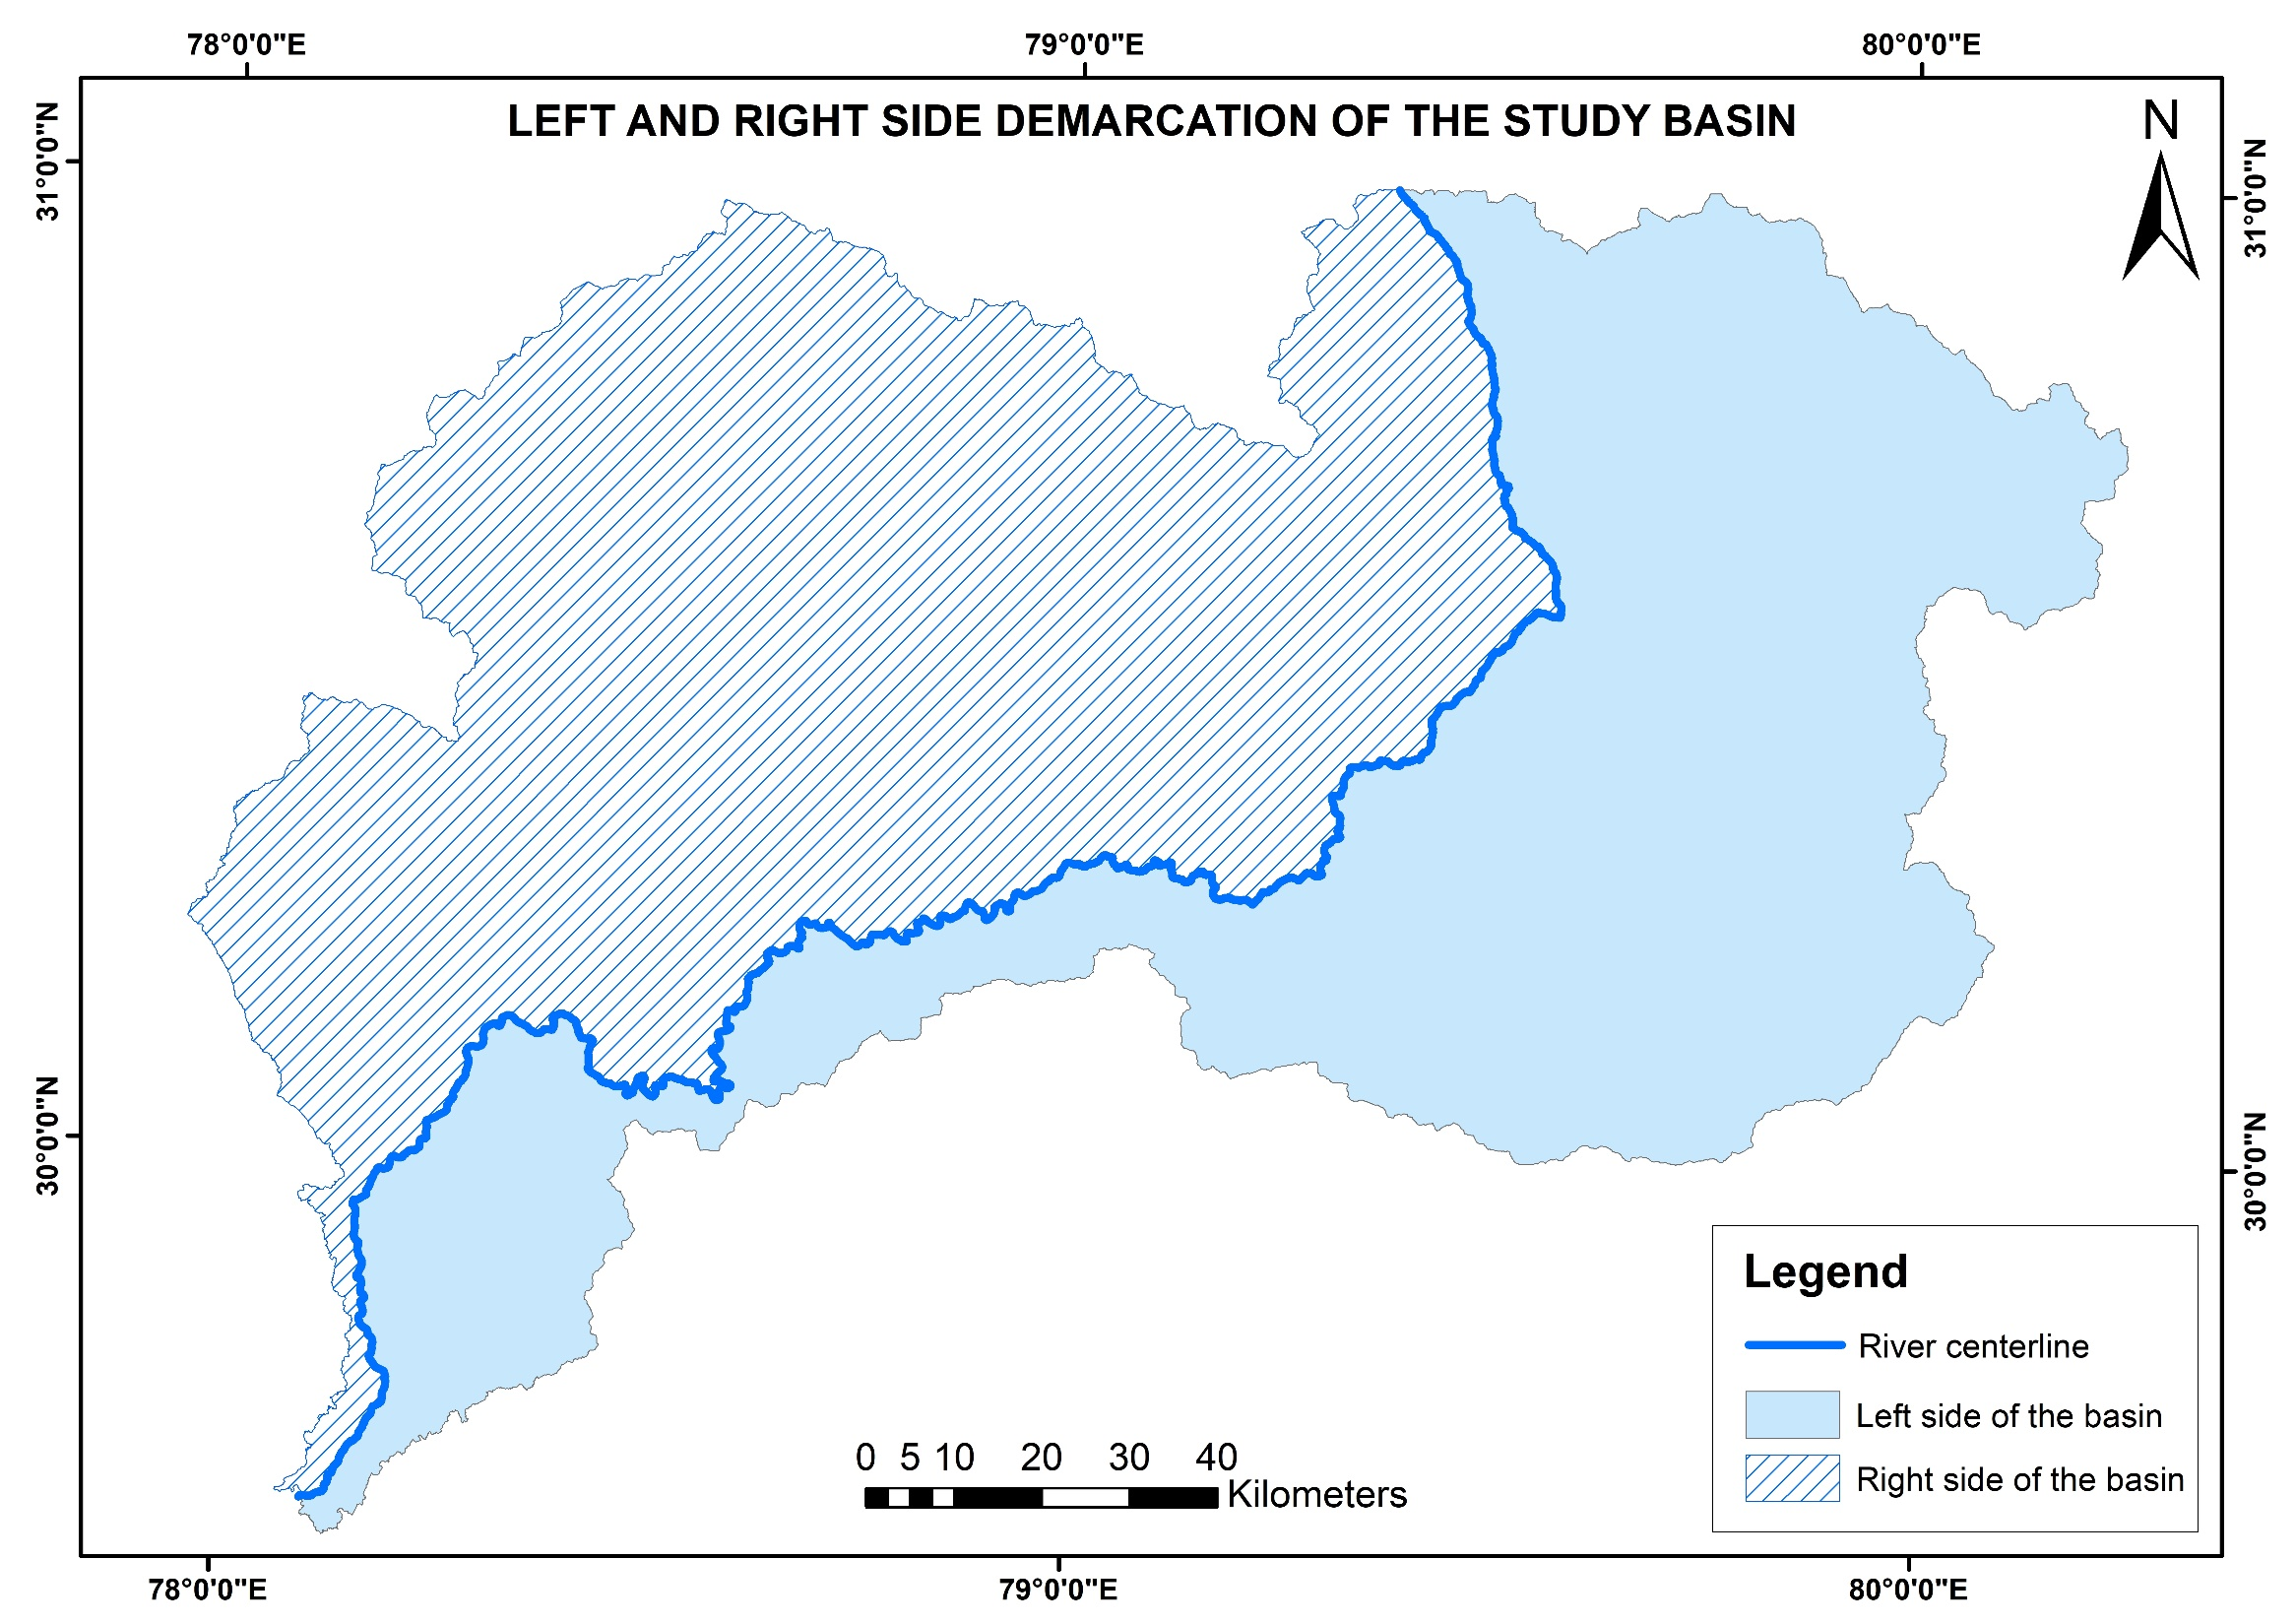 78°0'0"E 79°0'0"E 80°0'0"E
LEFT AND RIGHT SIDE DEMARCATION OF THE STUDY BASIN
N
31°0'0"N
31°0'0"N
30°0'0"N
30°0'0"N
Legend
River centerline
Left side of the basin
Right side of the basin
0 5 10 20 30 40
Kilometers
78°0'0"E 79°0'0"E 80°0'0"E